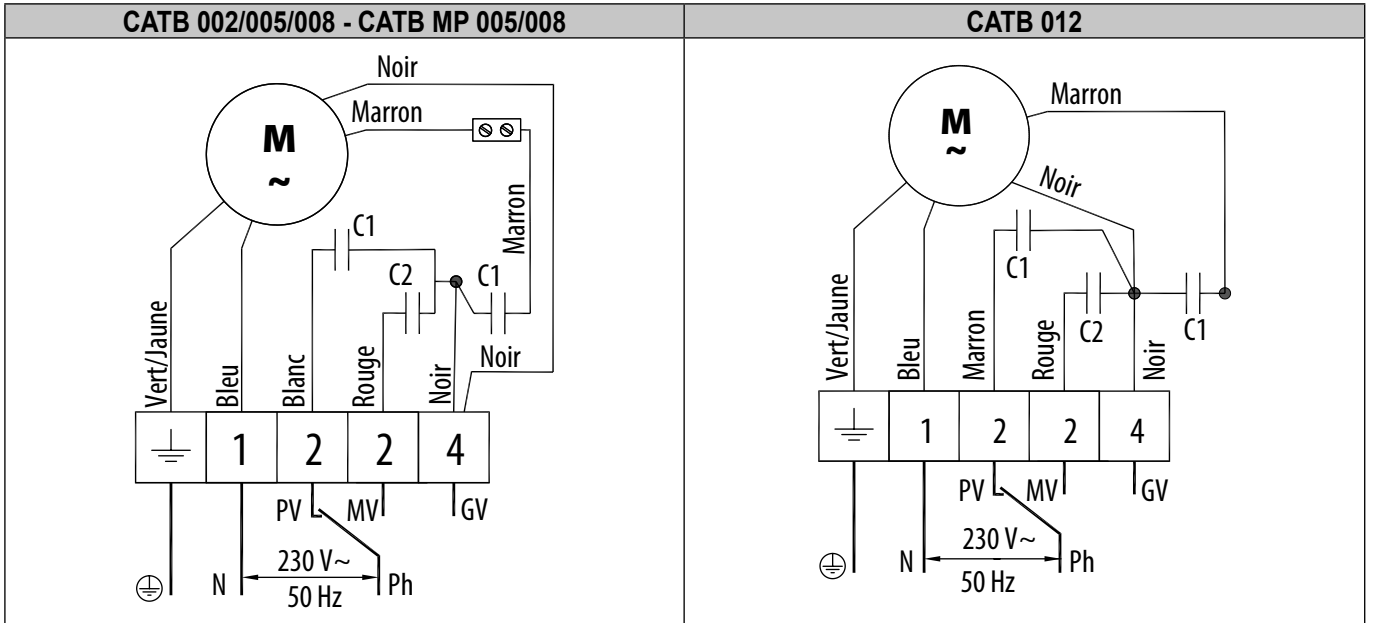 CATB 002/005/008 - CATB MP 005/008
Noir
Marron
M
~
Marron
C1
C2
C1
Noir
Vert/Jaune
Bleu
Blanc
Rouge
Noir
1
2
2
4
PV
MV
GV
230 V~
N
Ph
50 Hz
CATB 012
Marron
M
~
Noir
C1
C2
C1
Vert/Jaune
Bleu
Marron
Rouge
Noir
1
2
2
4
PV
MV
GV
230 V~
N
Ph
50 Hz